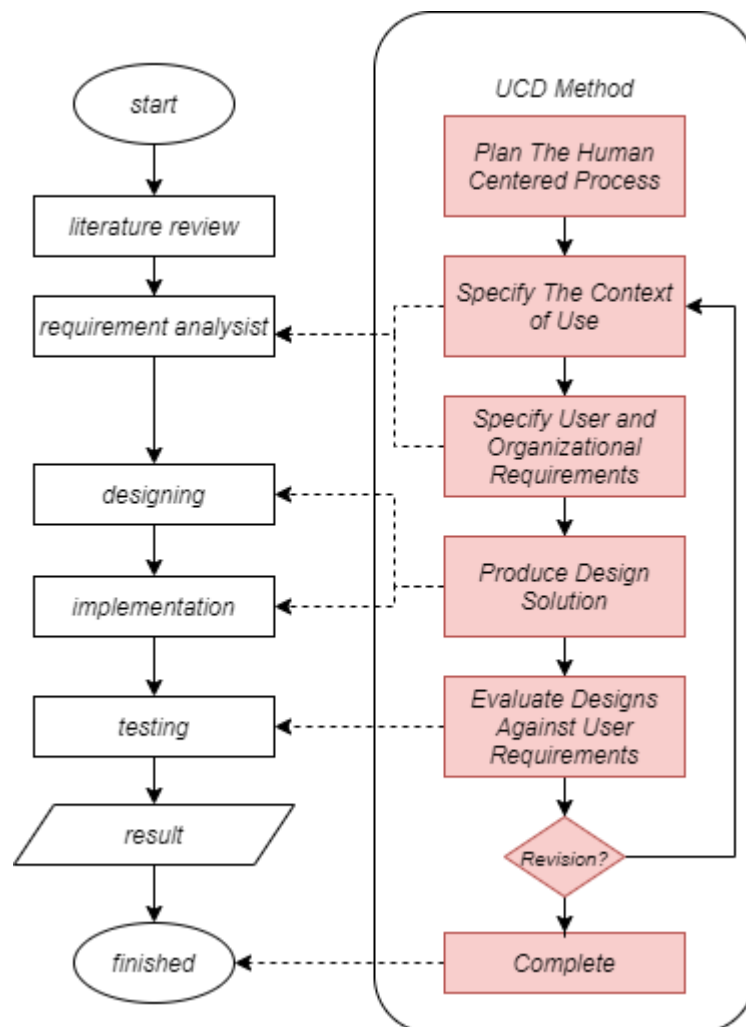 start
literature review
requirement analysist
designing
implementation
testing
result
finished
UCD Method
Plan The Human
Centered Process
Specify The Context
of Use
Specify User and
Organizational
Requirements
Produce Design
Solution
Evaluate Designs
Against User
Requirements
Revision?
Complete